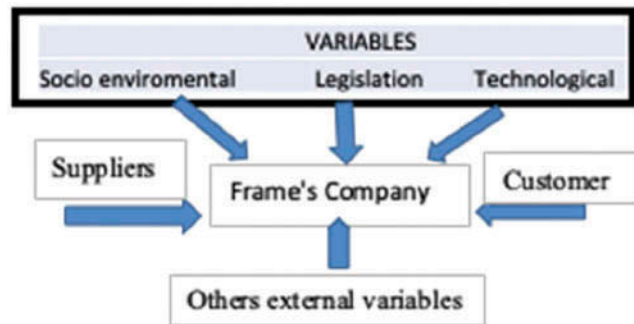 VARIABLES
Socio enviromental Legislation Technological
Suppliers
Frame's Company
Customer
Others external variables